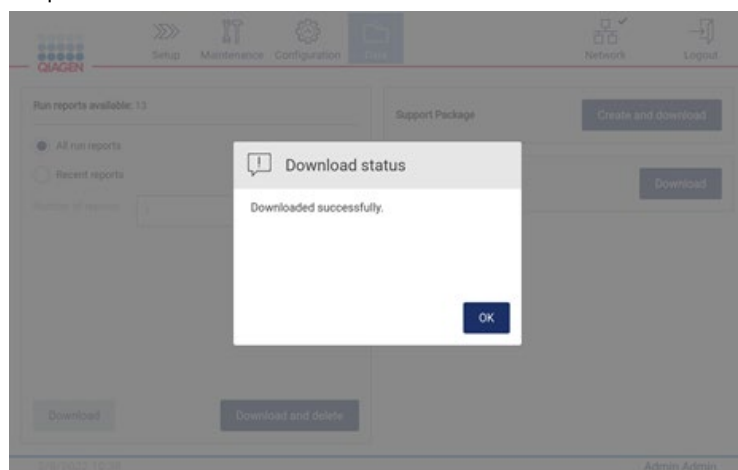 QIAGEN
Setup
Maintenance
Configuration
Network
Logout
Run reports available: 13
All run reports
Recent reports
Support Package
Create and download
Download
Download status
Downloaded successfully.
OK
Download
Download and delete
Admin Admin